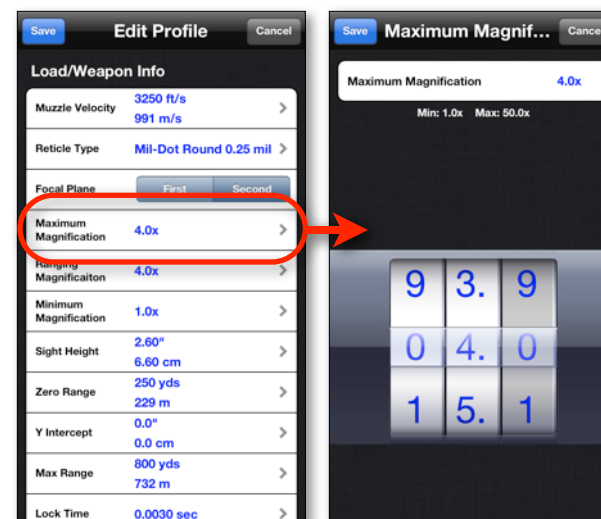 Save Edit Profile Cancel
Load/Weapon Info
Muzzle Velocity 3250 ft/s
991 m/s
Reticle Type Mil-Dot Round 0.25 mil
Focal Plane First Second
Maximum
Magnification 4.0x
Ranging
Magnificaiton 4.0x
Minimum
Magnification 1.0x
Sight Height 2.60"
6.60 cm
Zero Range 250 yds
229 m
Y Intercept 0.0"
0.0 cm
Max Range 800 yds
732 m
Lock Time 0.0030 sec
Save Maximum Magnif... Cance
Maximum Magnification 4.0x
Min: 1.0x Max: 50.0x
9 3. 9
0 4. 0
1 5. 1